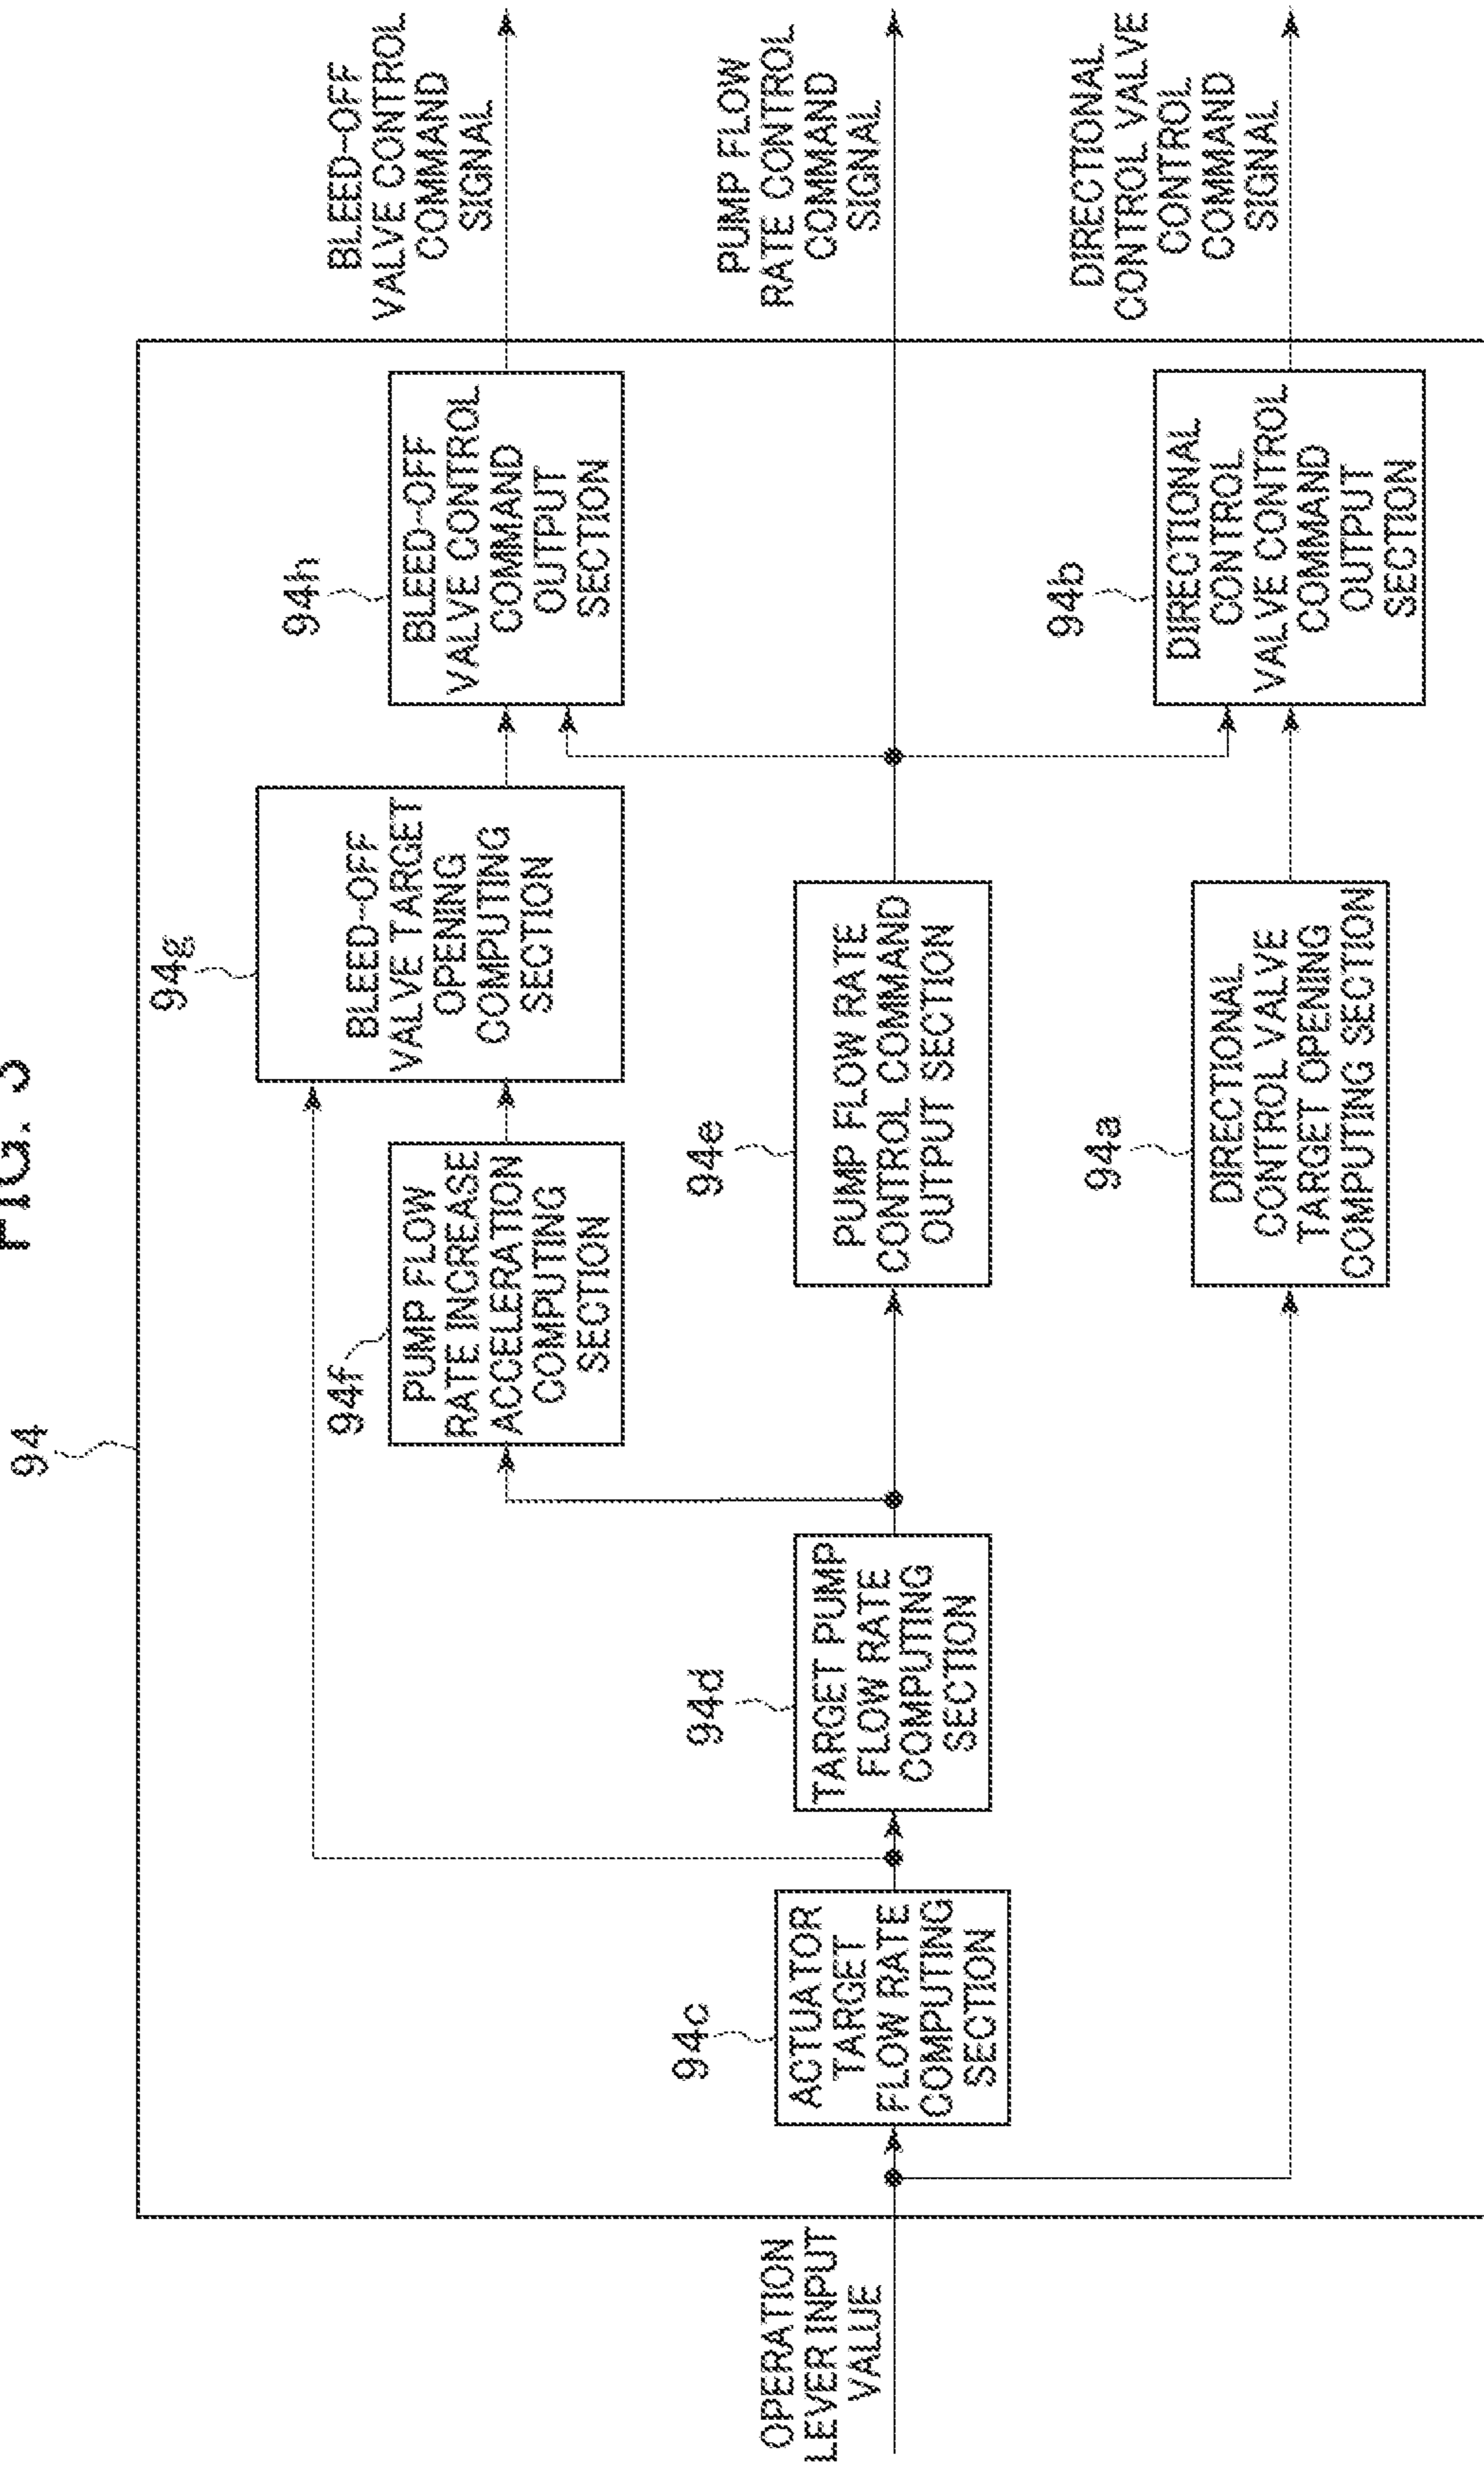 FIG.
94
94g
94h
94f
BLEED-OFF
VALVE TARGET
OPENING
COMPUTING
SECTION
BLEED-OFF
VALVE CONTROL
COMMAND
SIGNAL
PUMP FLOW
RATE INCREASE
ACCELERATION
COMPUTING
SECTION
BLEED-OFF
VALVE CONTROL
COMMAND
OUTPUT
SECTION
94c
94d
94e
OPERATION
LEVER INPUT
VALUE
ACTUATOR
TARGET
FLOW RATE
COMPUTING
SECTION
TARGET PUMP
FLOW RATE
COMPUTING
SECTION
PUMP FLOW RATE
CONTROL COMMAND
OUTPUT SECTION
PUMP FLOW
RATE CONTROL
COMMAND
SIGNAL
94a
94b
DIRECTIONAL
CONTROL VALVE
TARGET OPENING
COMPUTING SECTION
DIRECTIONAL
CONTROL
VALVE CONTROL
COMMAND
OUTPUT
SECTION
DIRECTIONAL
CONTROL VALVE
CONTROL
COMMAND
SIGNAL